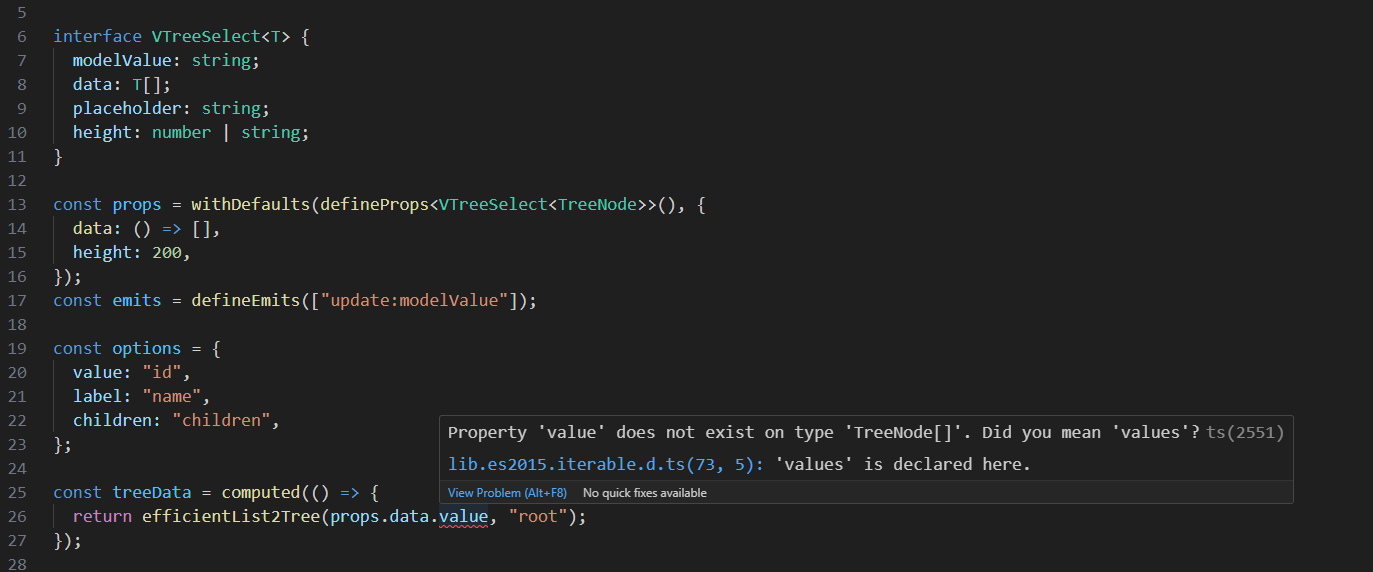 5
6 interface VTreeSelect<T> {
7 modelValue: string;
8 data: T[];
9 placeholder: string;
10 height: number | string;
11 }
12
13 const props = withDefaults(defineProps<VTreeSelect<TreeNode>>(), {
14 data: () => [],
15 height: 200,
16 });
17 const emits = defineEmits(["update:modelValue"]);
18
19 const options = {
20 value: "id",
21 label: "name",
22 children: "children",
23 };
24
25 const treeData = computed(() => {
26 return efficientList2Tree(props.data.value, "root");
27 });
28
Property 'value' does not exist on type 'TreeNode[]'. Did you mean 'values'? ts(2551)
lib.es2015.iterable.d.ts(73, 5): 'values' is declared here.
View Problem (Alt+F8) No quick fixes available